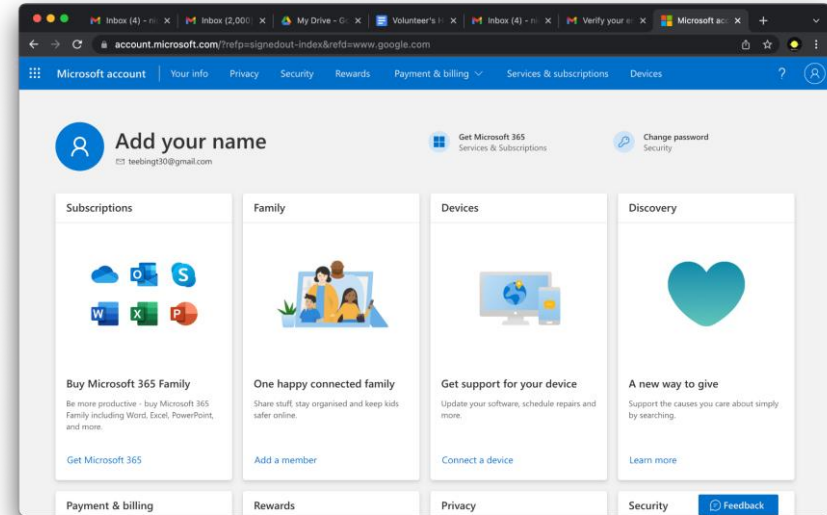 Inbox (4) - ni
Inbox (2,000)
My Drive - Go
Volunteer's H
Inbox (4) - ni
Verify your e
Microsoft acc
account.microsoft.com/?refp=signedout-index&refd=www.google.com
Microsoft account Your info Privacy Security Rewards Payment & billing Services & subscriptions Devices ?
Add your name
teebingt30@gmail.com
Get Microsoft 365
Services & Subscriptions
Change password
Security
Subscriptions
Buy Microsoft 365 Family
Be more productive - buy Microsoft 365
Family including Word, Excel, PowerPoint,
and more.
Get Microsoft 365
Family
One happy connected family
Share stuff, stay organised and keep kids
safer online.
Add a member
Devices
Get support for your device
Update your software, schedule repairs and
more.
Connect a device
Discovery
A new way to give
Support the causes you care about simply
by searching.
Learn more
Payment & billing
Rewards
Privacy
Security
Feedback